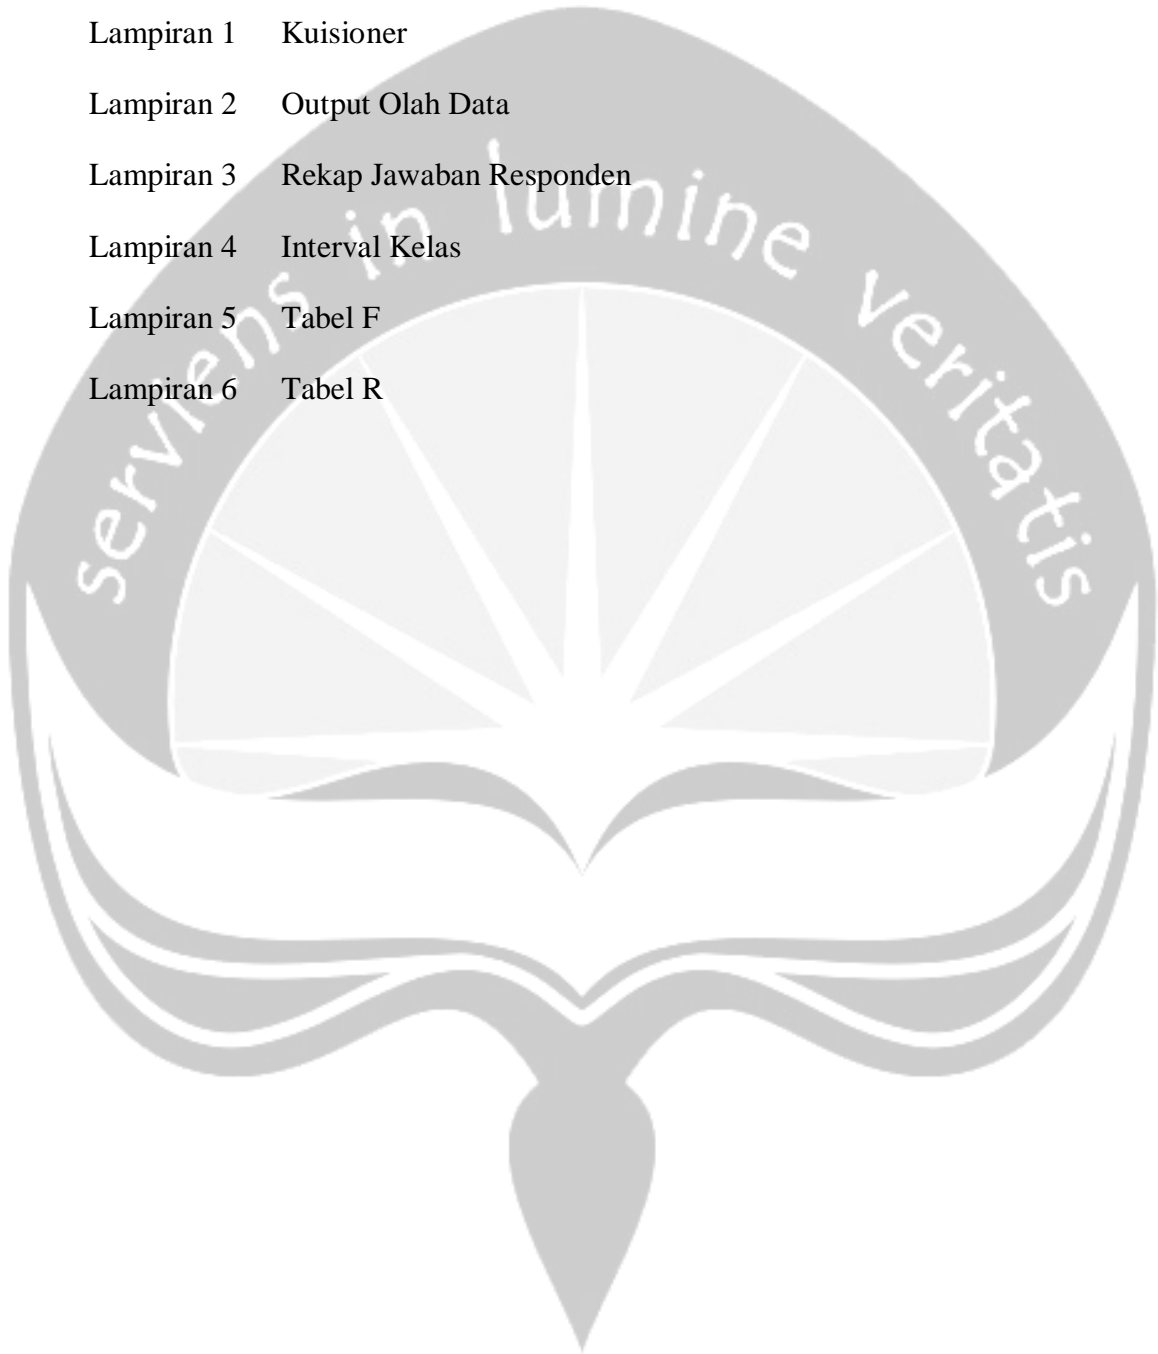 Lampiran 1 Kuisioner
Lampiran 2 Output Olah Data
Lampiran 3 Rekap Jawaban Responden
Lampiran 4 Interval Kelas
Lampiran 5 Tabel F
Lampiran 6 Tabel R
serviens in lumine veritatis